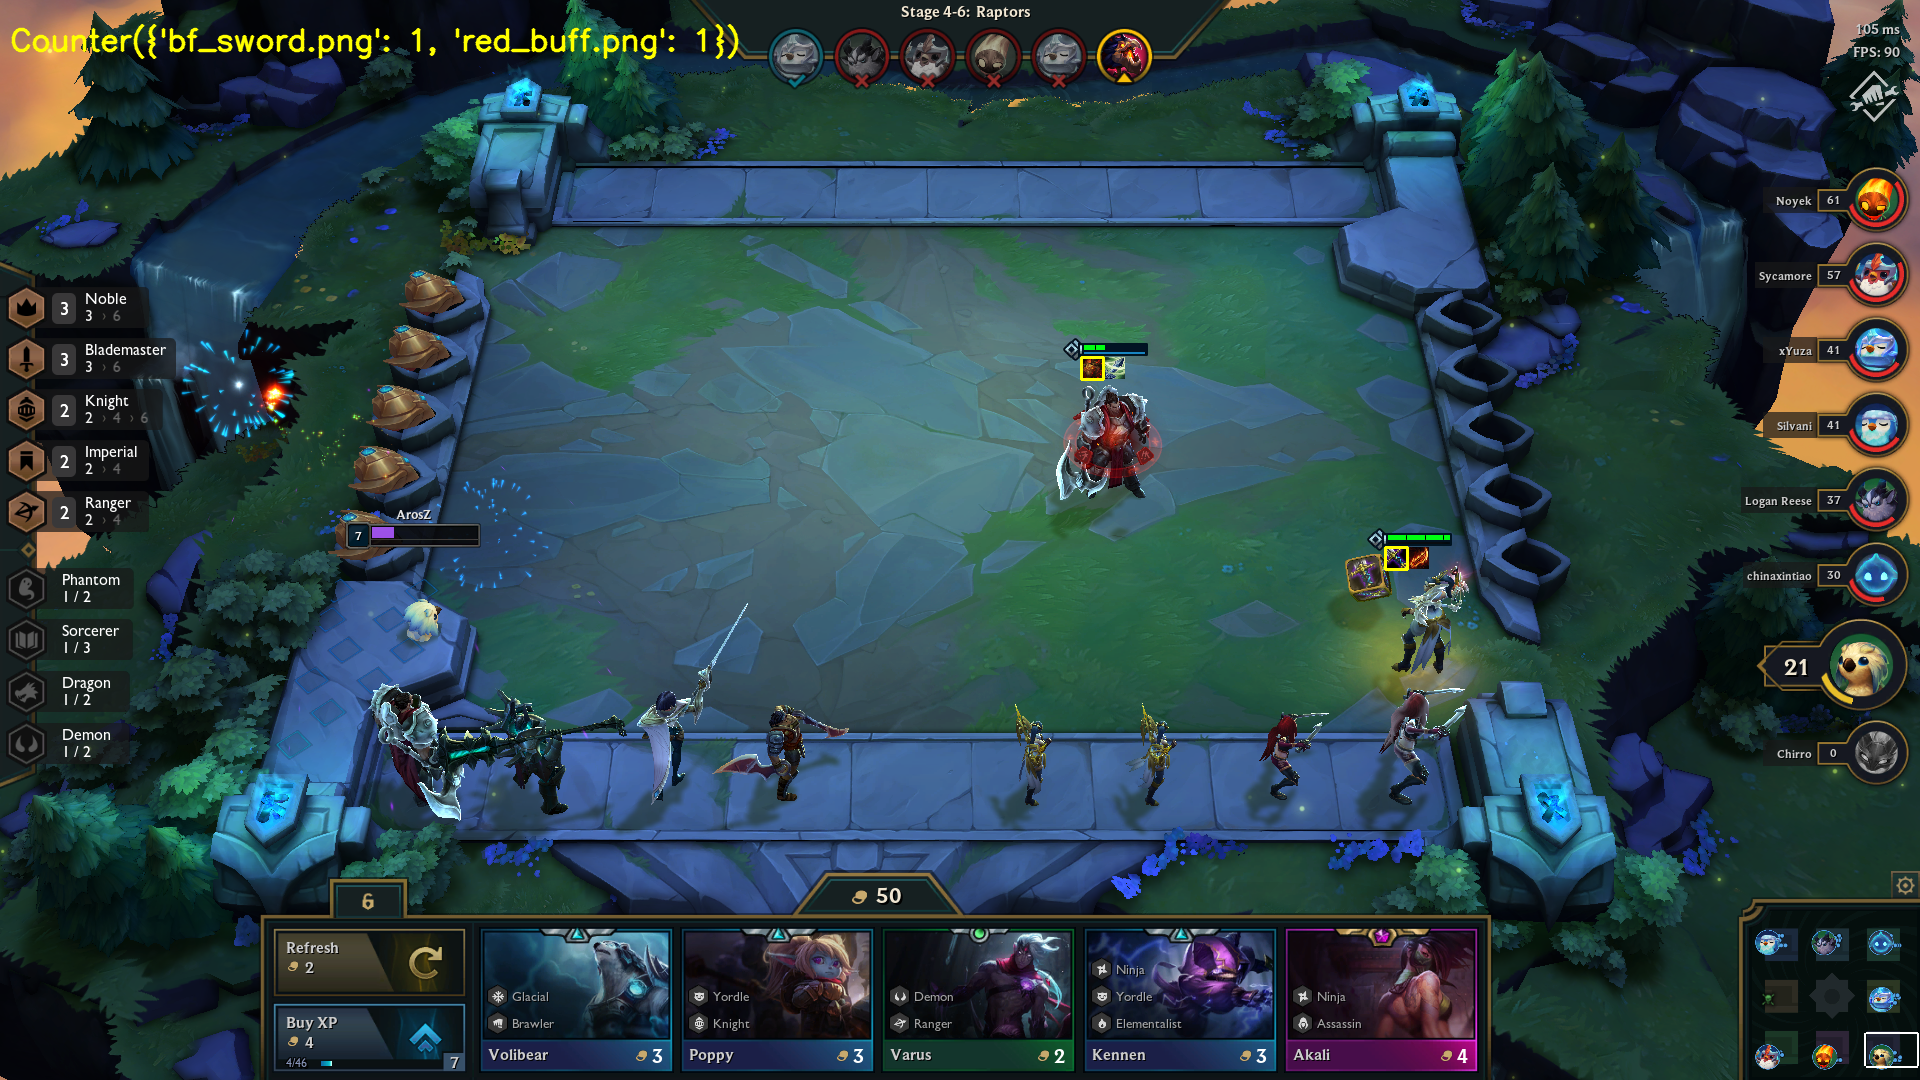 Stage 4-6: Raptors
Counter({'bf_sword.png': 1, 'red_buff.png': 1})
105 ms
FPS: 90
Noyek 61
Sycamore 57
xYuza 41
Silvani 41
Logan Reese 37
chinaxintiao 30
21
Chirro 0
3 Noble
3 › 6
3 Blademaster
3 › 6
2 Knight
2 › 4 › 6
2 Imperial
2 › 4
2 Ranger
2 › 4
Phantom
1 / 2
Sorcerer
1 / 3
Dragon
1 / 2
Demon
1 / 2
ArosZ
7
6
50
Refresh
2
Buy XP
4
4/46
7
Glacial
Brawler
Volibear 3
Yordle
Knight
Poppy 3
Demon
Ranger
Varus 2
Ninja
Yordle
Elementalist
Kennen 3
Ninja
Assassin
Akali 4